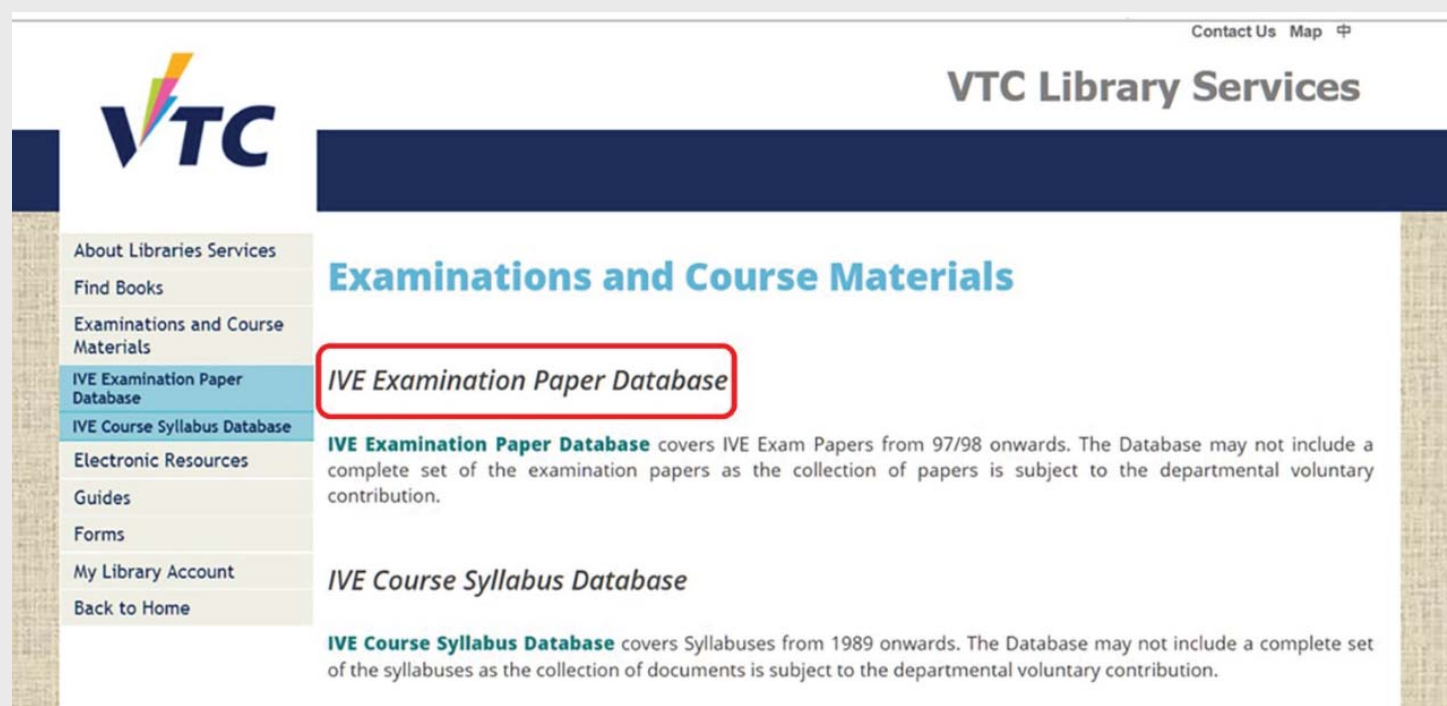 Contact Us Map 中
VTC
VTC Library Services
About Libraries Services
Find Books
Examinations and Course
Materials
IVE Examination Paper
Database
IVE Course Syllabus Database
Electronic Resources
Guides
Forms
My Library Account
Back to Home
Examinations and Course Materials
IVE Examination Paper Database
IVE Examination Paper Database covers IVE Exam Papers from 97/98 onwards. The Database may not include a
complete set of the examination papers as the collection of papers is subject to the departmental voluntary
contribution.
IVE Course Syllabus Database
IVE Course Syllabus Database covers Syllabuses from 1989 onwards. The Database may not include a complete set
of the syllabuses as the collection of documents is subject to the departmental voluntary contribution.